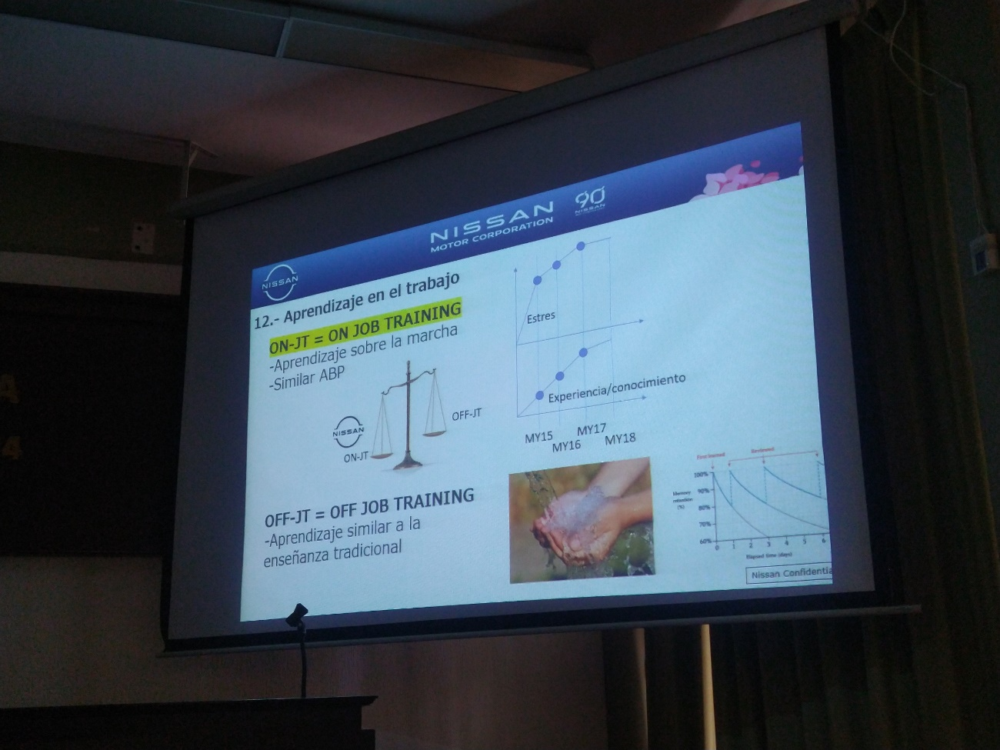 NISSAN
MOTOR CORPORATION
90
NISSAN
NISSAN
12.- Aprendizaje en el trabajo
ON-JT = ON JOB TRAINING
-Aprendizaje sobre la marcha
-Similar ABP
NISSAN
ON-JT
OFF-JT
OFF-JT = OFF JOB TRAINING
-Aprendizaje similar a la
enseñanza tradicional
Estres
Experiencia/conocimiento
MY15
MY16
MY17
MY18
First learned
Reviewed
Memory
retention
(%)
100%
90%
80%
70%
60%
0 1 2 3 4 5 6
Elapsed time (days)
Nissan Confidentia
A
A